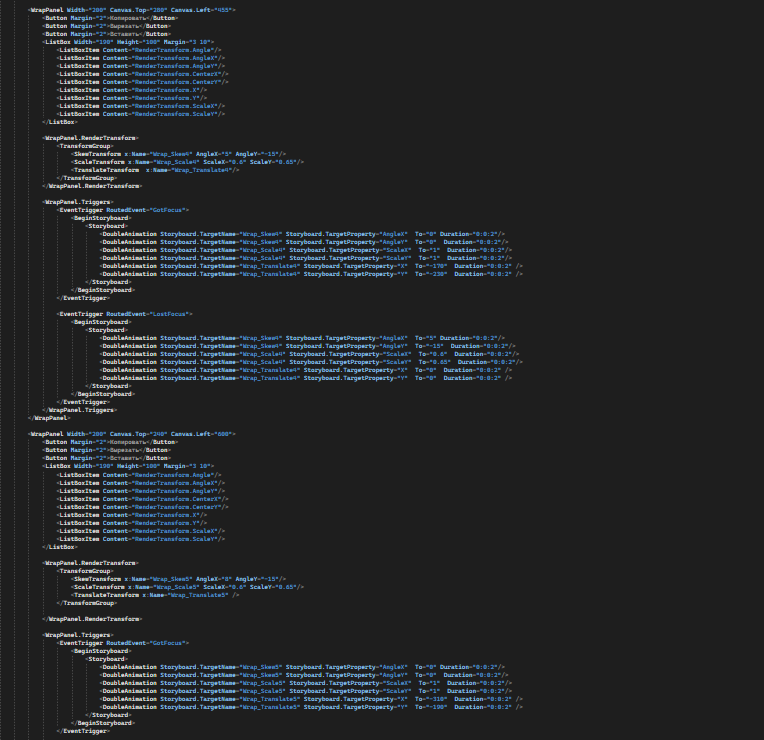 <WrapPanel Width="200" Canvas.Top="280" Canvas.Left="455">
<Button Margin="2">Копировать</Button>
<Button Margin="2">Вырезать</Button>
<Button Margin="2">Вставить</Button>
<ListBox Width="190" Height="100" Margin="3 10">
<ListBoxItem Content="RenderTransform.Angle"/>
<ListBoxItem Content="RenderTransform.AngleX"/>
<ListBoxItem Content="RenderTransform.AngleY"/>
<ListBoxItem Content="RenderTransform.CenterX"/>
<ListBoxItem Content="RenderTransform.CenterY"/>
<ListBoxItem Content="RenderTransform.X"/>
<ListBoxItem Content="RenderTransform.Y"/>
<ListBoxItem Content="RenderTransform.ScaleX"/>
<ListBoxItem Content="RenderTransform.ScaleY"/>
</ListBox>
<WrapPanel.RenderTransform>
<TransformGroup>
<SkewTransform x:Name="Wrap_Skew4" AngleX="5" AngleY="-15"/>
<ScaleTransform x:Name="Wrap_Scale4" ScaleX="0.6" ScaleY="0.65"/>
<TranslateTransform  x:Name="Wrap_Translate4"/>
</TransformGroup>
</WrapPanel.RenderTransform>
<WrapPanel.Triggers>
<EventTrigger RoutedEvent="GotFocus">
<BeginStoryboard>
<Storyboard>
<DoubleAnimation Storyboard.TargetName="Wrap_Skew4" Storyboard.TargetProperty="AngleX"  To="0" Duration="0:0:2"/>
<DoubleAnimation Storyboard.TargetName="Wrap_Skew4" Storyboard.TargetProperty="AngleY"  To="0"  Duration="0:0:2"/>
<DoubleAnimation Storyboard.TargetName="Wrap_Scale4" Storyboard.TargetProperty="ScaleX"  To="1"  Duration="0:0:2"/>
<DoubleAnimation Storyboard.TargetName="Wrap_Scale4" Storyboard.TargetProperty="ScaleY"  To="1"  Duration="0:0:2"/>
<DoubleAnimation Storyboard.TargetName="Wrap_Translate4" Storyboard.TargetProperty="X"  To="-170"  Duration="0:0:2" />
<DoubleAnimation Storyboard.TargetName="Wrap_Translate4" Storyboard.TargetProperty="Y"  To="-230"  Duration="0:0:2" />
</Storyboard>
</BeginStoryboard>
</EventTrigger>
<EventTrigger RoutedEvent="LostFocus">
<BeginStoryboard>
<Storyboard>
<DoubleAnimation Storyboard.TargetName="Wrap_Skew4" Storyboard.TargetProperty="AngleX"  To="5" Duration="0:0:2"/>
<DoubleAnimation Storyboard.TargetName="Wrap_Skew4" Storyboard.TargetProperty="AngleY"  To="-15"  Duration="0:0:2"/>
<DoubleAnimation Storyboard.TargetName="Wrap_Scale4" Storyboard.TargetProperty="ScaleX"  To="0.6"  Duration="0:0:2"/>
<DoubleAnimation Storyboard.TargetName="Wrap_Scale4" Storyboard.TargetProperty="ScaleY"  To="0.65"  Duration="0:0:2"/>
<DoubleAnimation Storyboard.TargetName="Wrap_Translate4" Storyboard.TargetProperty="X"  To="0"  Duration="0:0:2" />
<DoubleAnimation Storyboard.TargetName="Wrap_Translate4" Storyboard.TargetProperty="Y"  To="0"  Duration="0:0:2" />
</Storyboard>
</BeginStoryboard>
</EventTrigger>
</WrapPanel.Triggers>
</WrapPanel>
<WrapPanel Width="200" Canvas.Top="240" Canvas.Left="600">
<Button Margin="2">Копировать</Button>
<Button Margin="2">Вырезать</Button>
<Button Margin="2">Вставить</Button>
<ListBox Width="190" Height="100" Margin="3 10">
<ListBoxItem Content="RenderTransform.Angle"/>
<ListBoxItem Content="RenderTransform.AngleX"/>
<ListBoxItem Content="RenderTransform.AngleY"/>
<ListBoxItem Content="RenderTransform.CenterX"/>
<ListBoxItem Content="RenderTransform.CenterY"/>
<ListBoxItem Content="RenderTransform.X"/>
<ListBoxItem Content="RenderTransform.Y"/>
<ListBoxItem Content="RenderTransform.ScaleX"/>
<ListBoxItem Content="RenderTransform.ScaleY"/>
</ListBox>
<WrapPanel.RenderTransform>
<TransformGroup>
<SkewTransform x:Name="Wrap_Skew5" AngleX="8" AngleY="-15"/>
<ScaleTransform x:Name="Wrap_Scale5" ScaleX="0.6" ScaleY="0.65"/>
<TranslateTransform x:Name="Wrap_Translate5" />
</TransformGroup>
</WrapPanel.RenderTransform>
<WrapPanel.Triggers>
<EventTrigger RoutedEvent="GotFocus">
<BeginStoryboard>
<Storyboard>
<DoubleAnimation Storyboard.TargetName="Wrap_Skew5" Storyboard.TargetProperty="AngleX"  To="0" Duration="0:0:2"/>
<DoubleAnimation Storyboard.TargetName="Wrap_Skew5" Storyboard.TargetProperty="AngleY"  To="0"  Duration="0:0:2"/>
<DoubleAnimation Storyboard.TargetName="Wrap_Scale5" Storyboard.TargetProperty="ScaleX"  To="1"  Duration="0:0:2"/>
<DoubleAnimation Storyboard.TargetName="Wrap_Scale5" Storyboard.TargetProperty="ScaleY"  To="1"  Duration="0:0:2"/>
<DoubleAnimation Storyboard.TargetName="Wrap_Translate5" Storyboard.TargetProperty="X"  To="-310"  Duration="0:0:2" />
<DoubleAnimation Storyboard.TargetName="Wrap_Translate5" Storyboard.TargetProperty="Y"  To="-190"  Duration="0:0:2" />
</Storyboard>
</BeginStoryboard>
</EventTrigger>